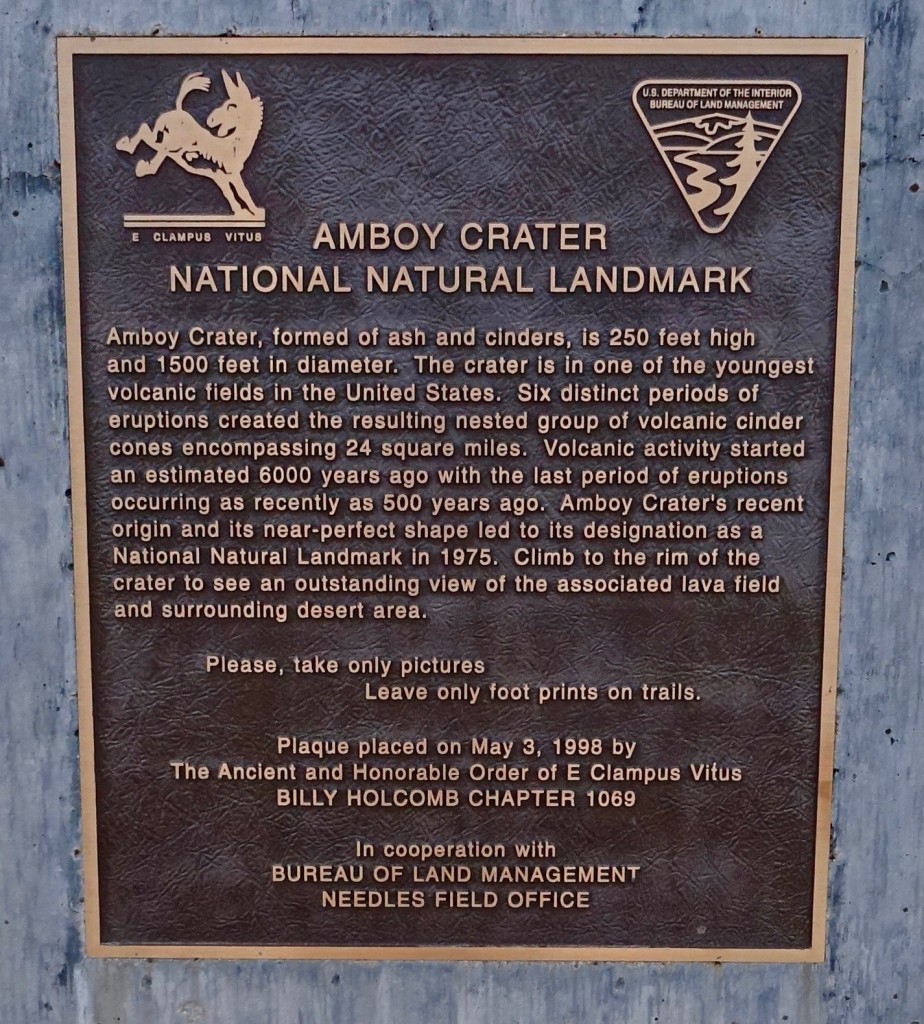 U.S. DEPARTMENT OF THE INTERIOR
BUREAU OF LAND MANAGEMENT
E CLAMPUS VITUS
AMBOY CRATER
NATIONAL NATURAL LANDMARK
Amboy Crater, formed of ash and cinders, is 250 feet high
and 1500 feet in diameter. The crater is in one of the youngest
volcanic fields in the United States. Six distinct periods of
eruptions created the resulting nested group of volcanic cinder
cones encompassing 24 square miles. Volcanic activity started
an estimated 6000 years ago with the last period of eruptions
occurring as recently as 500 years ago. Amboy Crater's recent
origin and its near-perfect shape led to its designation as a
National Natural Landmark in 1975. Climb to the rim of the
crater to see an outstanding view of the associated lava field
and surrounding desert area.
Please, take only pictures
Leave only foot prints on trails.
Plaque placed on May 3, 1998 by
The Ancient and Honorable Order of E Clampus Vitus
BILLY HOLCOMB CHAPTER 1069
In cooperation with
BUREAU OF LAND MANAGEMENT
NEEDLES FIELD OFFICE